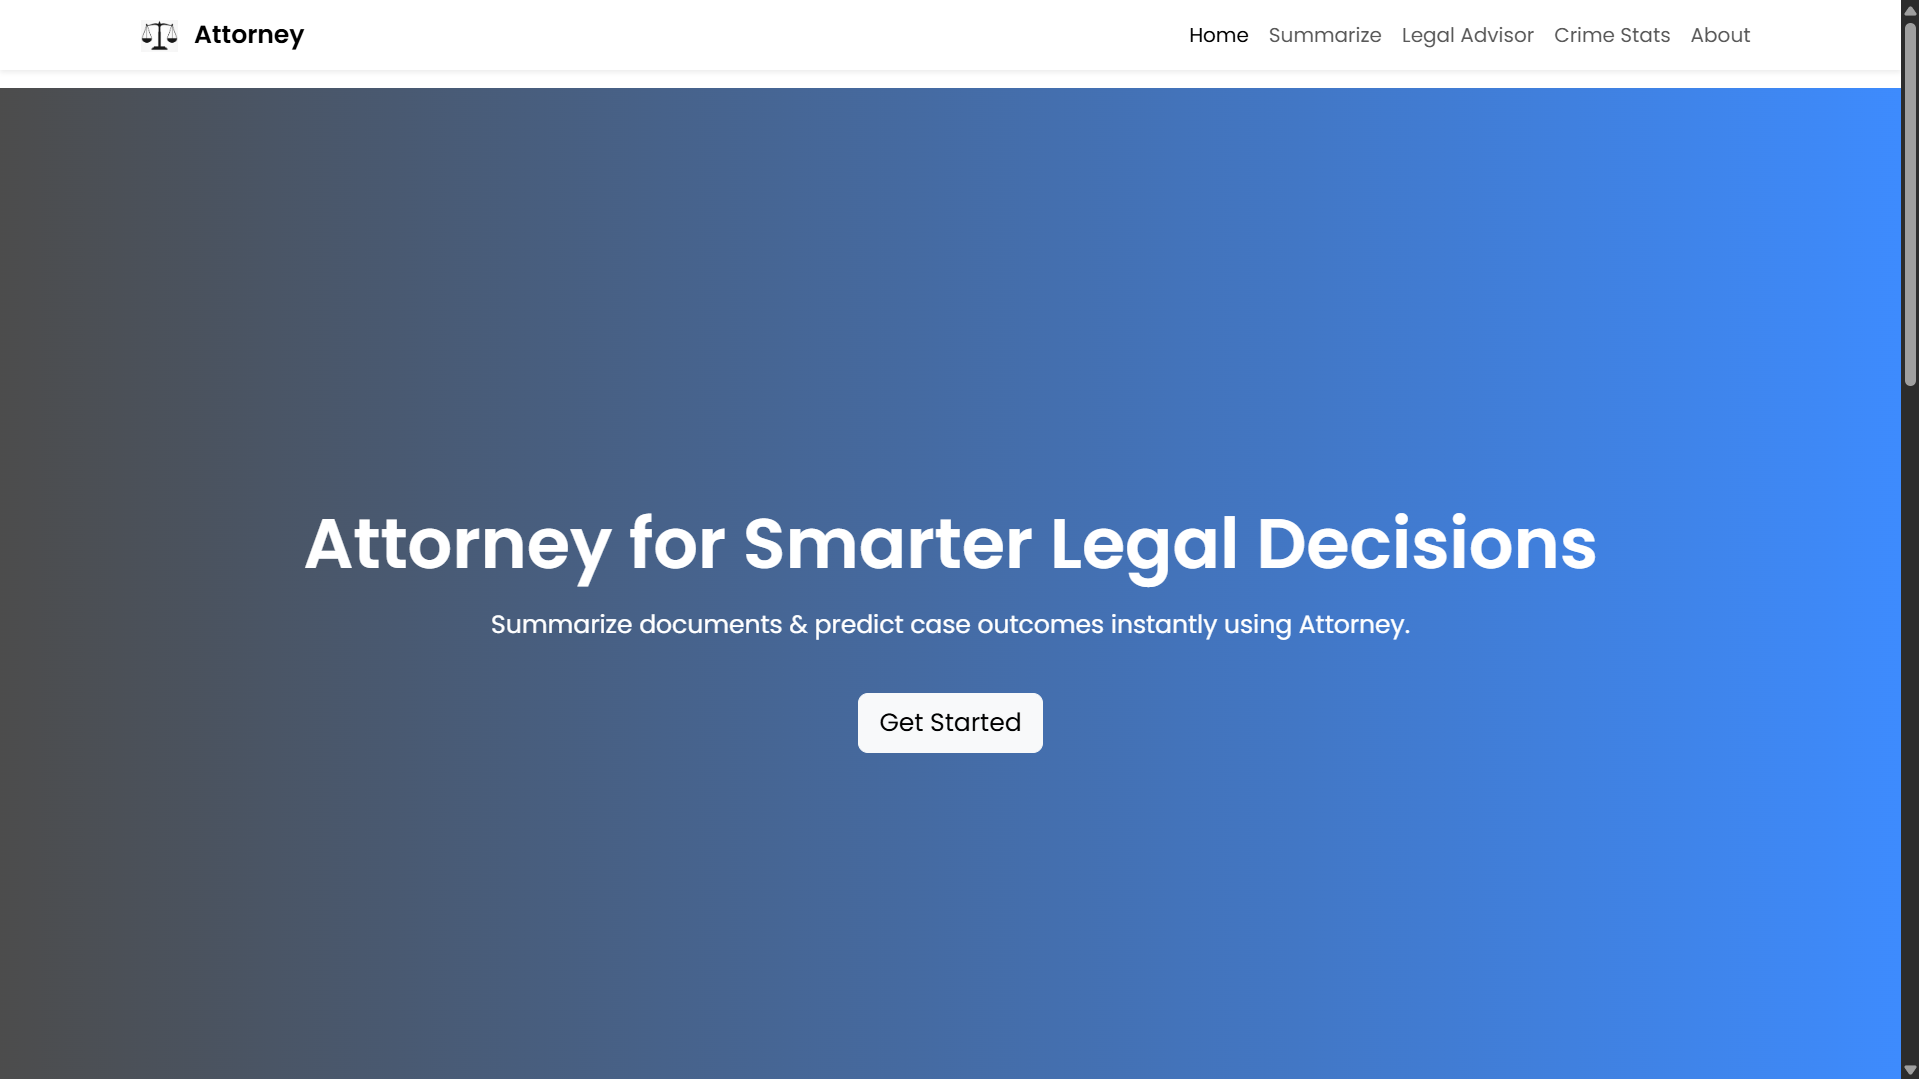 Attorney
Home Summarize Legal Advisor Crime Stats About
Attorney for Smarter Legal Decisions
Summarize documents & predict case outcomes instantly using Attorney.
Get Started